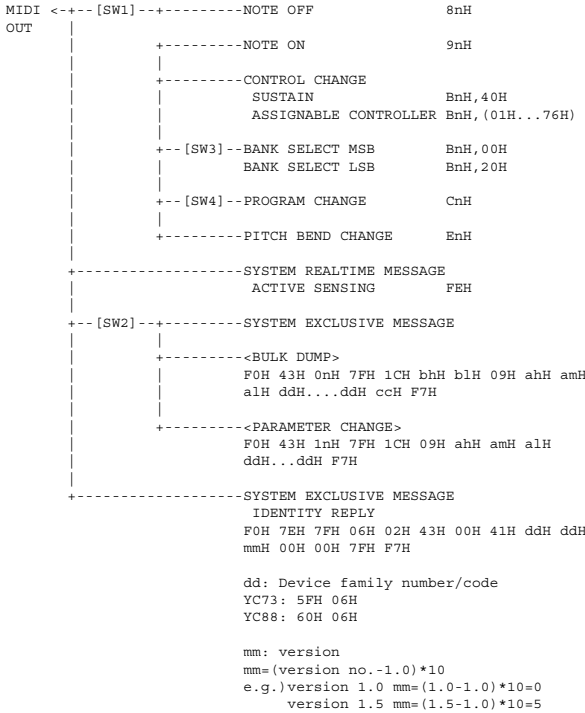 MIDI <-+--[SW1]--+---------NOTE OFF 8nH
OUT |
+---------NOTE ON 9nH
+---------CONTROL CHANGE
SUSTAIN BnH,40H
ASSIGNABLE CONTROLLER BnH,(01H...76H)
+--[SW3]--BANK SELECT MSB BnH,00H
BANK SELECT LSB BnH,20H
+--[SW4]--PROGRAM CHANGE CnH
+---------PITCH BEND CHANGE EnH
+-------------------SYSTEM REALTIME MESSAGE
ACTIVE SENSING FEH
+--[SW2]--+---------SYSTEM EXCLUSIVE MESSAGE
+---------<BULK DUMP>
F0H 43H 0nH 7FH 1CH bhH blH 09H ahH amH
alH ddH....ddH ccH F7H
+---------<PARAMETER CHANGE>
F0H 43H 1nH 7FH 1CH 09H ahH amH alH
ddH...ddH F7H
+-------------------SYSTEM EXCLUSIVE MESSAGE
IDENTITY REPLY
F0H 7EH 7FH 06H 02H 43H 00H 41H ddH ddH
mmH 00H 00H 7FH F7H
dd: Device family number/code
YC73: 5FH 06H
YC88: 60H 06H
mm: version
mm=(version no.-1.0)*10
e.g.)version 1.0 mm=(1.0-1.0)*10=0
version 1.5 mm=(1.5-1.0)*10=5